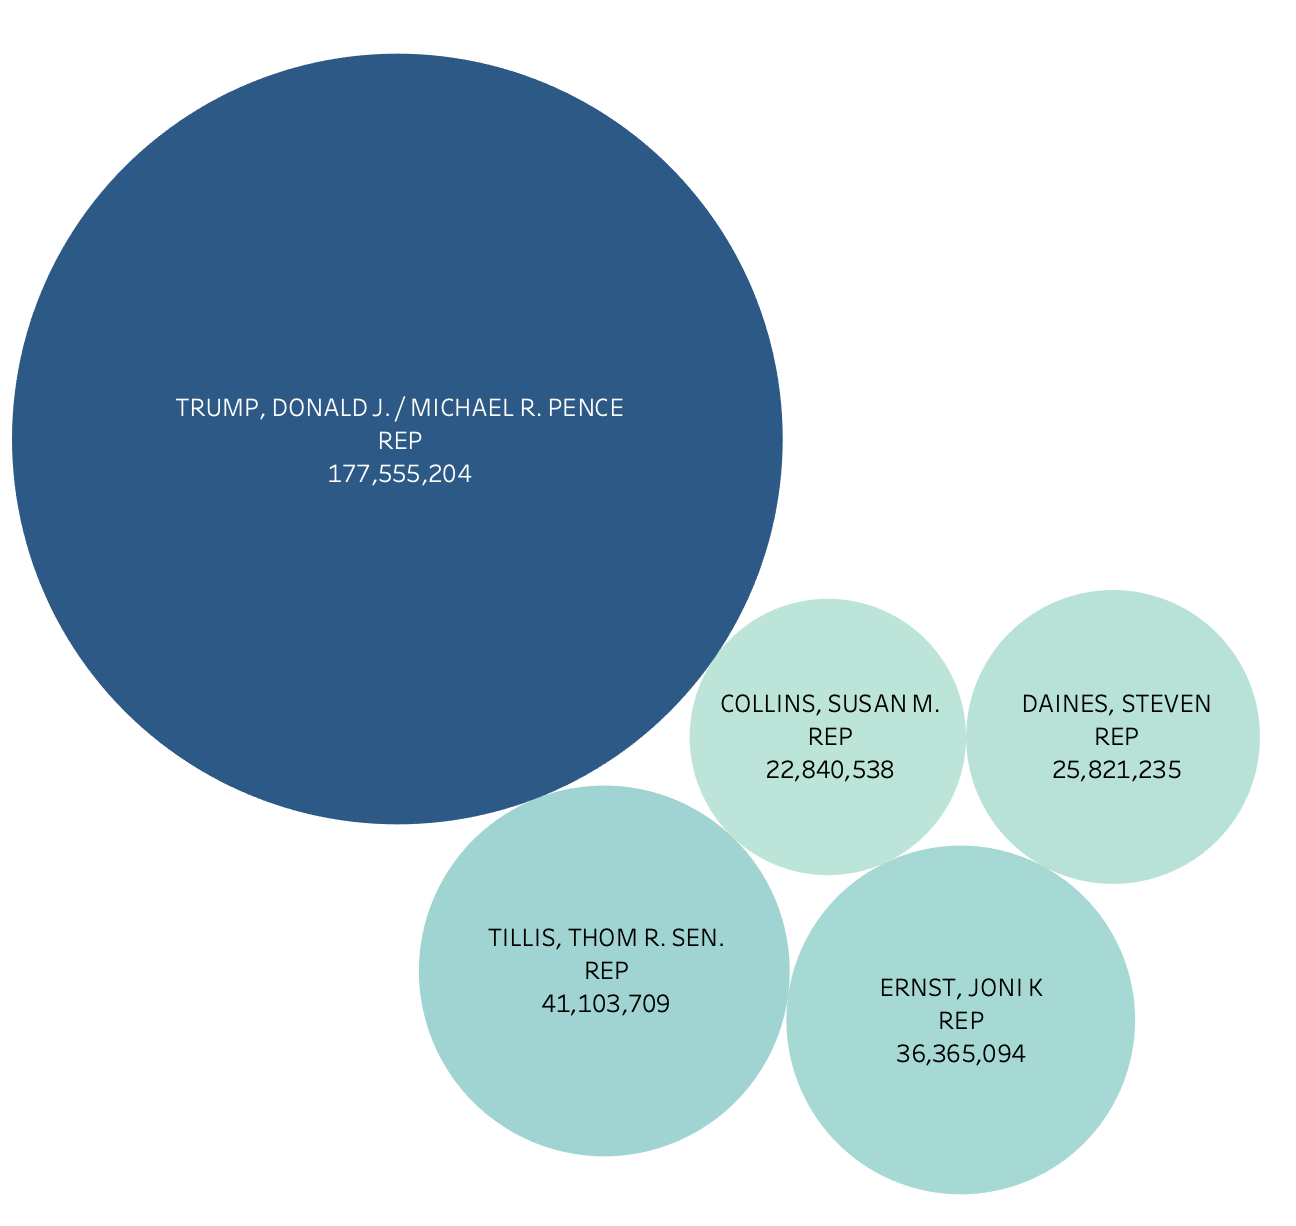 TRUMP, DONALD J. / MICHAEL R. PENCE
REP
177,555,204
COLLINS, SUSAN M.
REP
22,840,538
DAINES, STEVEN
REP
25,821,235
TILLIS, THOM R. SEN.
REP
41,103,709
ERNST, JONI K
REP
36,365,094